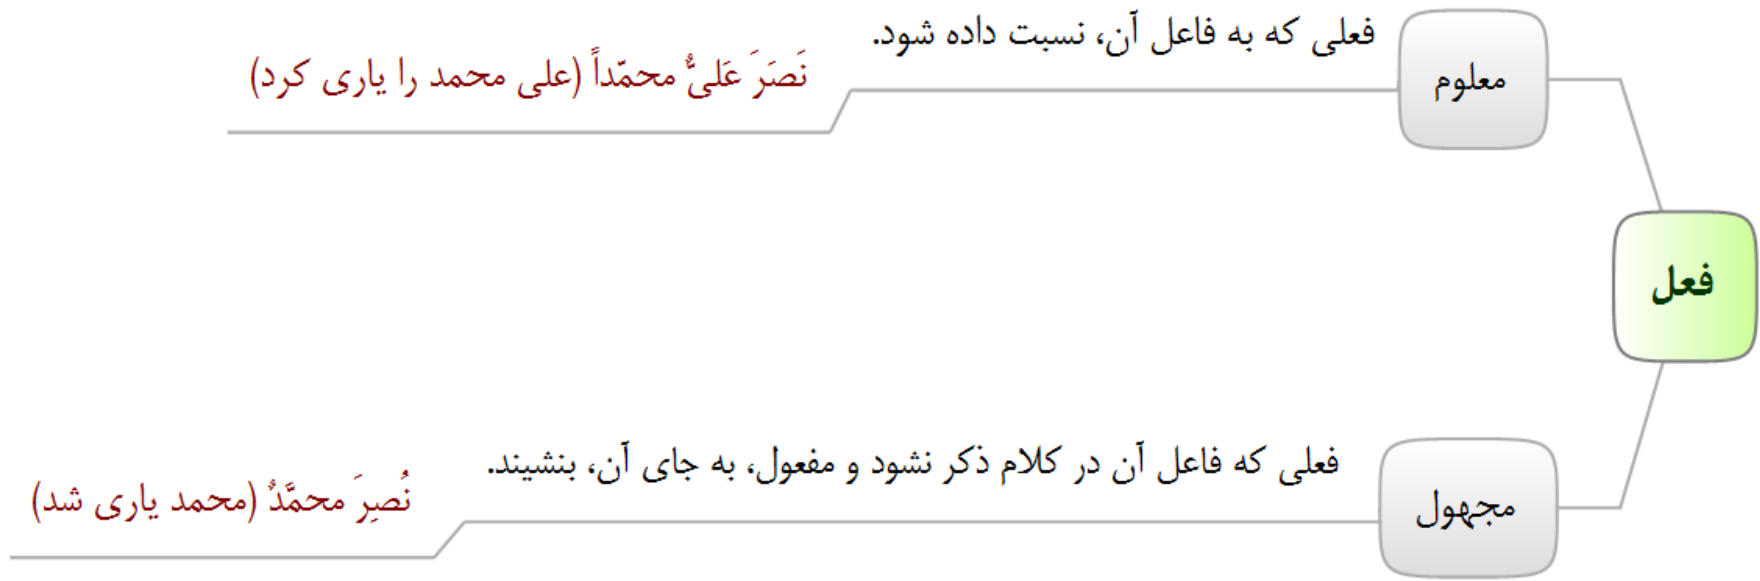 فعل
معلوم
فعلی که به فاعل آن، نسبت داده شود.
نَصَرَ عَلیٌّ محمّداً (علی محمد را یاری کرد)
مجهول
فعلی که فاعل آن در کلام ذکر نشود و مفعول، به جای آن، بنشیند.
نُصِرَ محمَّدٌ (محمد یاری شد)